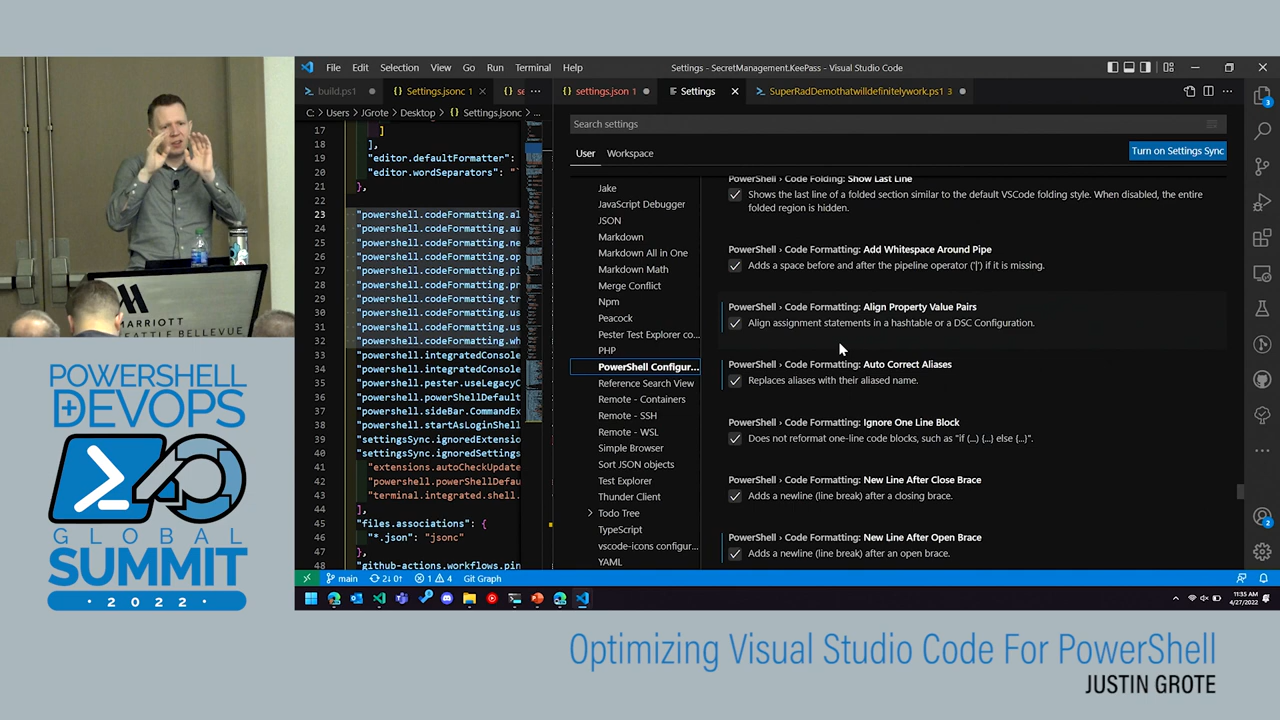 File Edit Selection View Go Run Terminal Help
Settings - SecretManagement.KeePass - Visual Studio Code
build.ps1
Settings.jsonc 1
se
settings.json 1
Settings
SuperRadDemothatwilldefinitelywork.ps1 3
C: > Users > JGrote > Desktop > Settings.jsonc > ...
17 ]
18 ],
19 "editor.defaultFormatter":
20 "editor.wordSeparators": "
21 },
22
23 "powershell.codeFormatting.al
24 "powershell.codeFormatting.au
25 "powershell.codeFormatting.ne
26 "powershell.codeFormatting.op
27 "powershell.codeFormatting.pi
28 "powershell.codeFormatting.pr
29 "powershell.codeFormatting.tr
30 "powershell.codeFormatting.us
31 "powershell.codeFormatting.us
32 "powershell.codeFormatting.wh
33 "powershell.integratedConsole
34 "powershell.integratedConsole
35 "powershell.pester.useLegacyC
36 "powershell.powerShellDefault
37 "powershell.sideBar.CommandEx
38 "powershell.startAsLoginShell
39 "settingsSync.ignoredExtensio
40 "settingsSync.ignoredSettings
41 "extensions.autoCheckUpdate
42 "powershell.powerShellDefau
43 "terminal.integrated.shell.
44 ],
45 "files.associations": {
46 "*.json": "jsonc"
47 },
48 "github-actions.workflows.pin
Search settings
User
Workspace
Turn on Settings Sync
Jake
JavaScript Debugger
JSON
Markdown
Markdown All in One
Markdown Math
Merge Conflict
Npm
Peacock
Pester Test Explorer co...
PHP
PowerShell Configur...
Reference Search View
Remote - Containers
Remote - SSH
Remote - WSL
Simple Browser
Sort JSON objects
Test Explorer
Thunder Client
Todo Tree
TypeScript
vscode-icons configur...
YAML
PowerShell › Code Folding: Show Last Line
Shows the last line of a folded section similar to the default VSCode folding style. When disabled, the entire
folded region is hidden.
PowerShell › Code Formatting: Add Whitespace Around Pipe
Adds a space before and after the pipeline operator ('|') if it is missing.
PowerShell › Code Formatting: Align Property Value Pairs
Align assignment statements in a hashtable or a DSC Configuration.
PowerShell › Code Formatting: Auto Correct Aliases
Replaces aliases with their aliased name.
PowerShell › Code Formatting: Ignore One Line Block
Does not reformat one-line code blocks, such as "if (...) {...} else {...}".
PowerShell › Code Formatting: New Line After Close Brace
Adds a newline (line break) after a closing brace.
PowerShell › Code Formatting: New Line After Open Brace
Adds a newline (line break) after an open brace.
3
2
main 2↓ 0↑ 1 4 Git Graph
11:35 AM
4/27/2022
MARRIOTT
SEATTLE BELLEVUE
POWERSHELL
+DEVOPS
GLOBAL
SUMMIT
· 2022 ·
Optimizing Visual Studio Code For PowerShell
JUSTIN GROTE